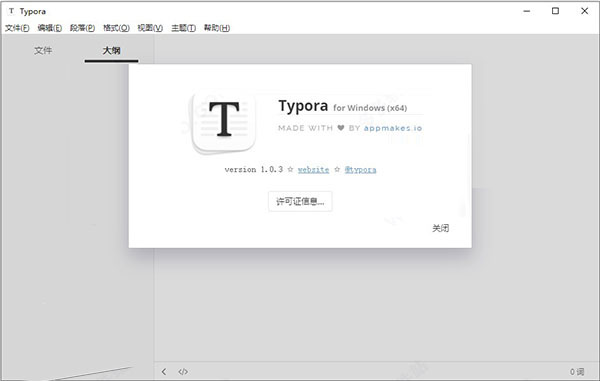 T Typora
文件(F) 编辑(E) 段落(P) 格式(O) 视图(V) 主题(T) 帮助(H)
文件 大纲
T
Typora for Windows (x64)
MADE WITH ♥ BY appmakes.io
version 1.0.3 ☆ website ☆ @typora
许可证信息...
关闭
0 词